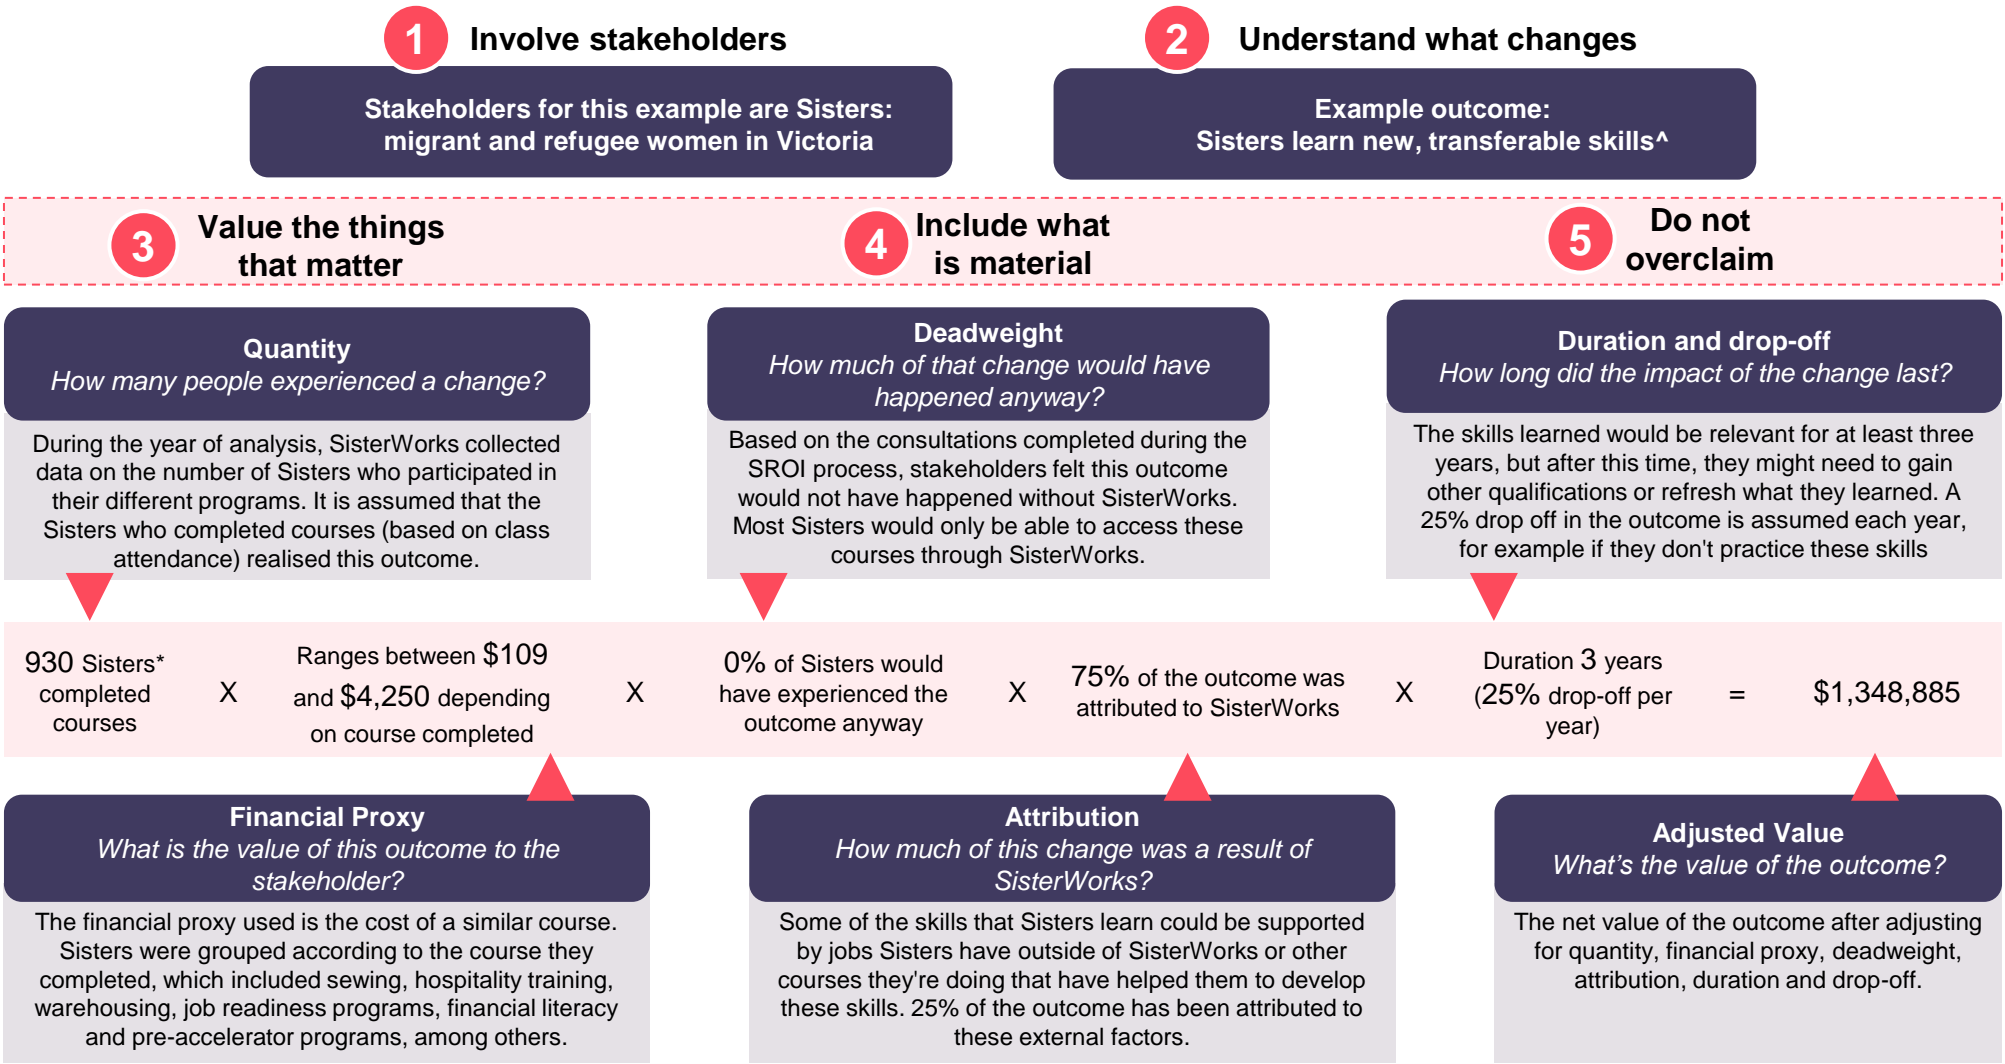 1
Involve stakeholders
Stakeholders for this example are Sisters:
migrant and refugee women in Victoria
2
Understand what changes
Example outcome:
Sisters learn new, transferable skills^
3
Value the things
that matter
4
Include what
is material
5
Do not
overclaim
Quantity
How many people experienced a change?
During the year of analysis, SisterWorks collected
data on the number of Sisters who participated in
their different programs. It is assumed that the
Sisters who completed courses (based on class
attendance) realised this outcome.
Deadweight
How much of that change would have
happened anyway?
Based on the consultations completed during the
SROI process, stakeholders felt this outcome
would not have happened without SisterWorks.
Most Sisters would only be able to access these
courses through SisterWorks.
Duration and drop-off
How long did the impact of the change last?
The skills learned would be relevant for at least three
years, but after this time, they might need to gain
other qualifications or refresh what they learned. A
25% drop off in the outcome is assumed each year,
for example if they don't practice these skills
930 Sisters*
completed
courses
X
Ranges between $109
and $4,250 depending
on course completed
X
0% of Sisters would
have experienced the
outcome anyway
X
75% of the outcome was
attributed to SisterWorks
X
Duration 3 years
(25% drop-off per
year)
=
$1,348,885
Financial Proxy
What is the value of this outcome to the
stakeholder?
The financial proxy used is the cost of a similar course.
Sisters were grouped according to the course they
completed, which included sewing, hospitality training,
warehousing, job readiness programs, financial literacy
and pre-accelerator programs, among others.
Attribution
How much of this change was a result of
SisterWorks?
Some of the skills that Sisters learn could be supported
by jobs Sisters have outside of SisterWorks or other
courses they're doing that have helped them to develop
these skills. 25% of the outcome has been attributed to
these external factors.
Adjusted Value
What's the value of the outcome?
The net value of the outcome after adjusting
for quantity, financial proxy, deadweight,
attribution, duration and drop-off.